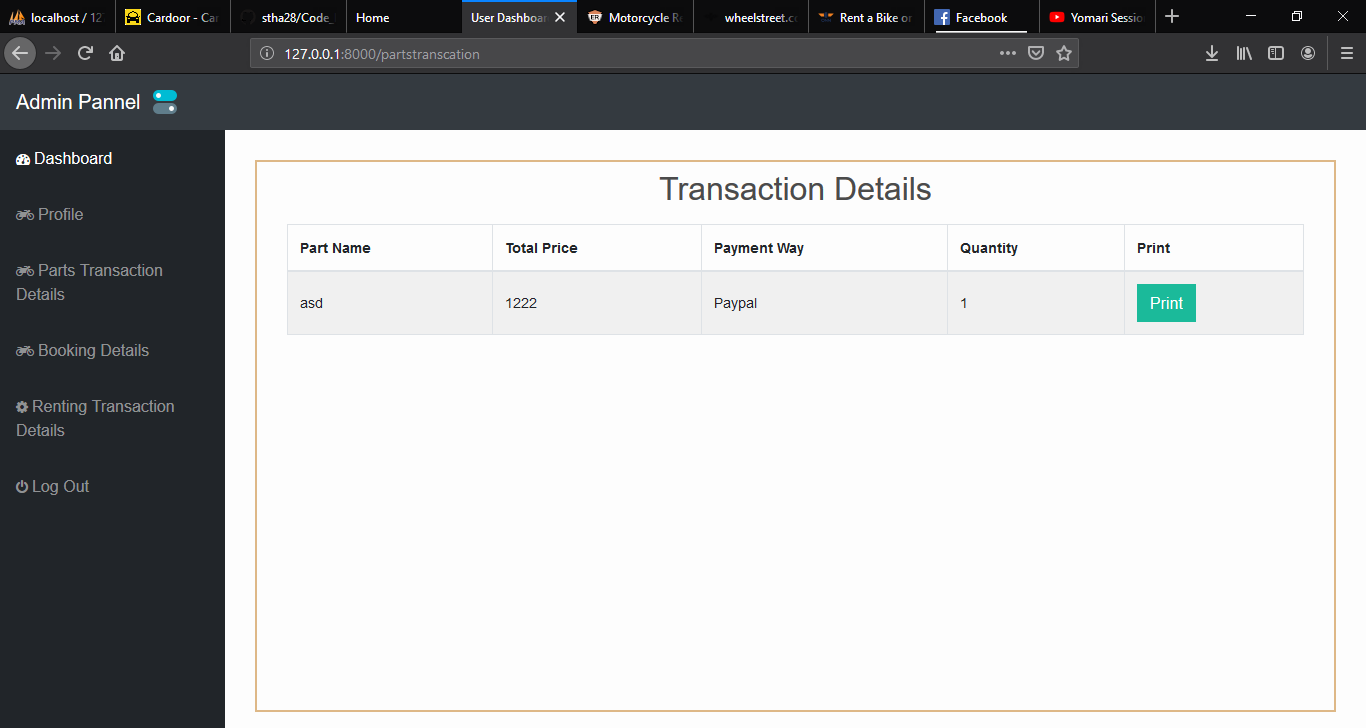 localhost / 12
Cardoor - Car
stha28/Code_
Home
User Dashboar
Motorcycle R
wheelstreet.co
Rent a Bike or
Facebook
Yomari Sessio
127.0.0.1:8000/partstranscation
Admin Pannel
Dashboard
Profile
Parts Transaction
Details
Booking Details
Renting Transaction
Details
Log Out
Transaction Details
Part Name Total Price Payment Way Quantity Print
asd 1222 Paypal 1 Print